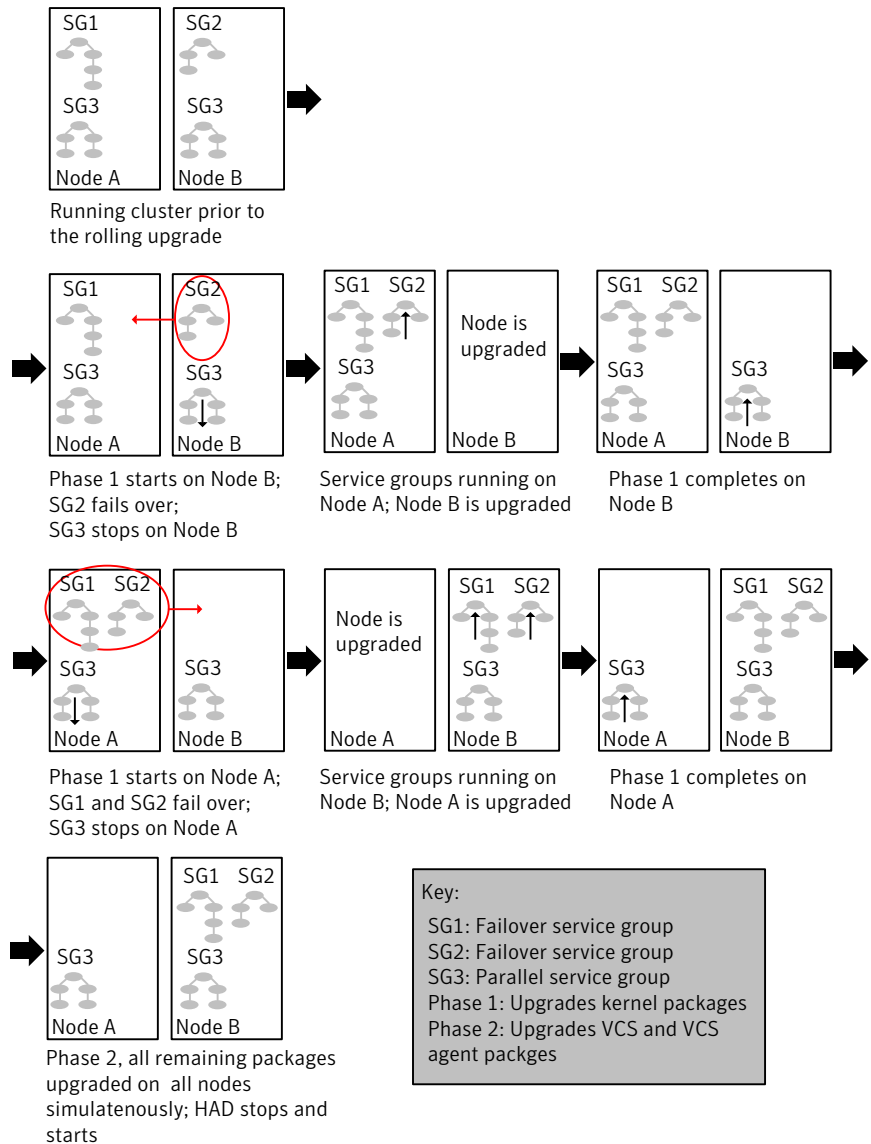 SG1 SG2
SG3 SG3
Node A Node B
Running cluster prior to
the rolling upgrade
SG1 SG2
SG3 SG3
Node A Node B
Phase 1 starts on Node B;
SG2 fails over;
SG3 stops on Node B
SG1 SG2
Node is
upgraded
SG3
Node A Node B
Service groups running on
Node A; Node B is upgraded
SG1 SG2
SG3 SG3
Node A Node B
Phase 1 completes on
Node B
SG1 SG2
SG3 SG3
Node A Node B
Phase 1 starts on Node A;
SG1 and SG2 fail over;
SG3 stops on Node A
Node is
upgraded
SG1 SG2
SG3
Node A Node B
Service groups running on
Node B; Node A is upgraded
SG1 SG2
SG3 SG3
Node A Node B
Phase 1 completes on
Node A
SG1 SG2
SG3 SG3
Node A Node B
Phase 2, all remaining packages
upgraded on all nodes
simulatenously; HAD stops and
starts
Key:
SG1: Failover service group
SG2: Failover service group
SG3: Parallel service group
Phase 1: Upgrades kernel packages
Phase 2: Upgrades VCS and VCS
agent packges